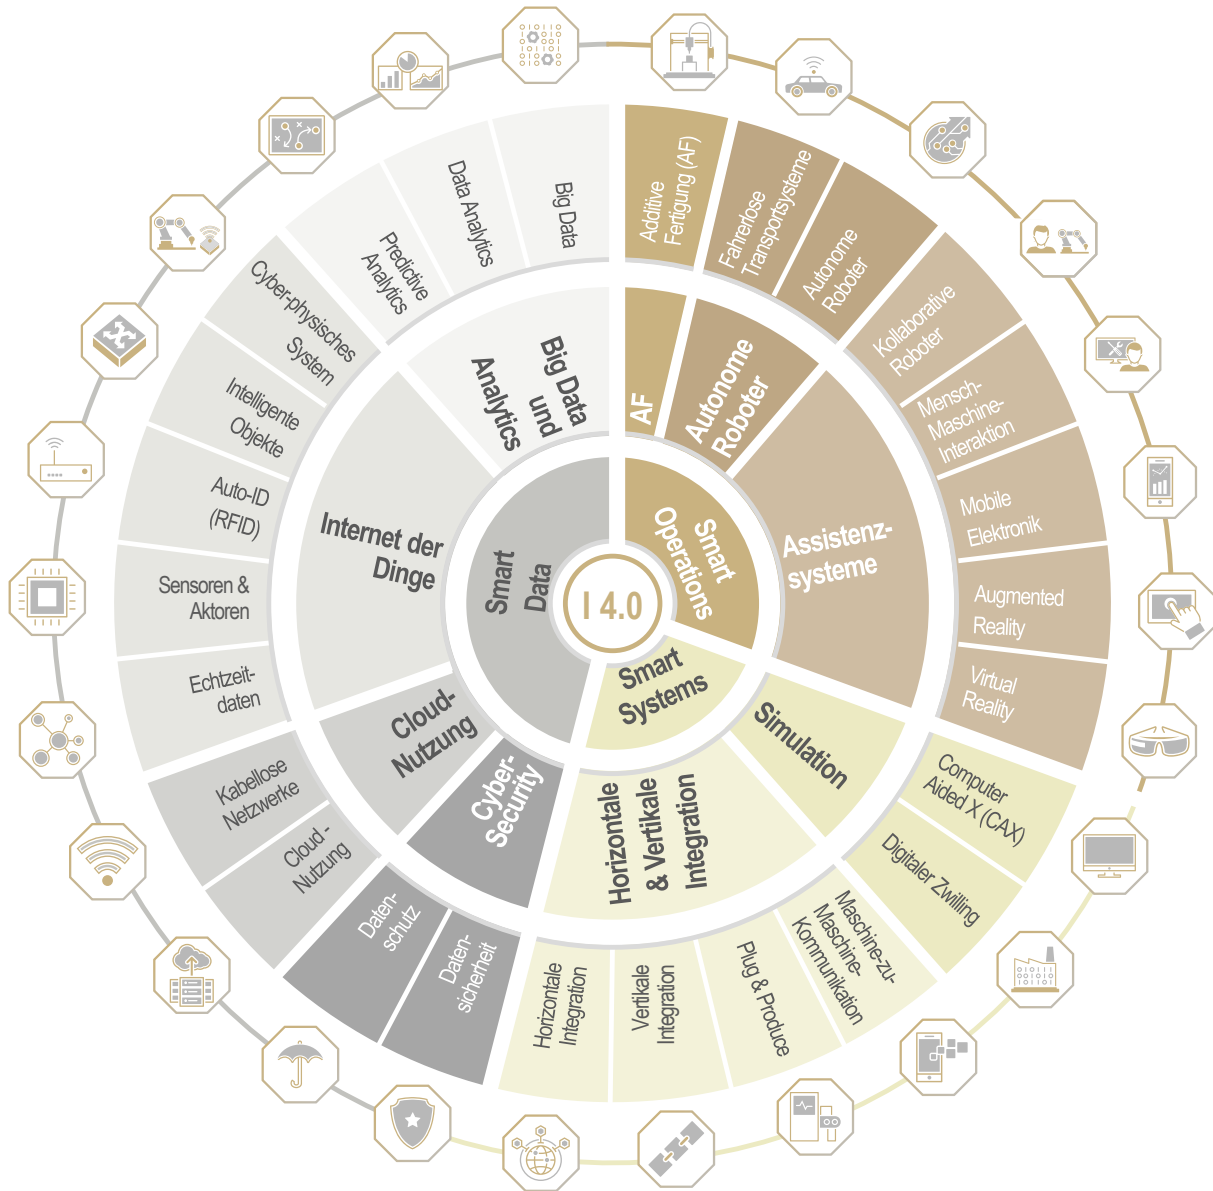 I 4.0
Smart
Operations
Smart
Systems
Smart
Data
AF
Autonome
Roboter
Assistenz-
systeme
Simulation
Horizontale
& Vertikale
Integration
Cyber-
Security
Cloud-
Nutzung
Internet der
Dinge
Big Data
und
Analytics
Additive
Fertigung (AF)
Fahrerlose
Transportsysteme
Autonome
Roboter
Kollaborative
Roboter
Mensch-
Maschine-
Interaktion
Mobile
Elektronik
Augmented
Reality
Virtual
Reality
Computer
Aided X (CAX)
Digitaler Zwilling
Maschine-zu-
Maschine-
Kommunikation
Plug & Produce
Vertikale
Integration
Horizontale
Integration
Daten-
sicherheit
Daten-
schutz
Cloud -
Nutzung
Kabellose
Netzwerke
Echtzeit-
daten
Sensoren &
Aktoren
Auto-ID
(RFID)
Intelligente
Objekte
Cyber-physisches
System
Predictive
Analytics
Data Analytics
Big Data